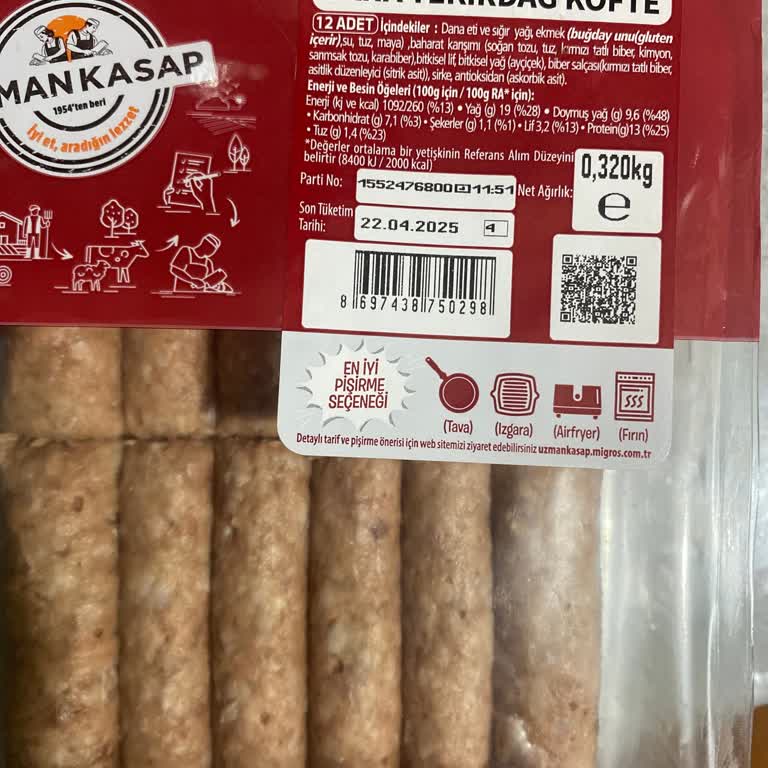 MAN KASAP
1954'ten beri
İyi et, aradığın lezzet
TEKİRDAĞ KÖFTE
12 ADET İçindekiler : Dana eti ve sığır yağı, ekmek (buğday unu(gluten
içerir),su, tuz, maya) ,baharat karışımı (soğan tozu, tuz, kırmızı tatlı biber, kimyon,
sarımsak tozu, karabiber),bitkisel lif, bitkisel yağ (ayçiçek), biber salçası(kırmızı tatlı biber,
asitlik düzenleyici (sitrik asit)), sirke, antioksidan (askorbik asit).
Enerji ve Besin Öğeleri (100g için / 100g RA* için):
Enerji (kj ve kcal) 1092/260 (%13) • Yağ (g) 19 (%28) • Doymuş yağ (g) 9,6 (%48)
• Karbonhidrat (g) 7,1 (%3) • Şekerler (g) 1,1 (%1) • Lif 3,2 (%13) • Protein(g)13 (%25)
• Tuz (g) 1,4 (%23)
*Değerler ortalama bir yetişkinin Referans Alım Düzeyini
belirtir (8400 kJ / 2000 kcal)
Parti No: 1552476800 11:51 Net Ağırlık: 0,320kg
e
Son Tüketim
Tarihi: 22.04.2025 4
8 697438 750298
EN İYİ
PİŞİRME
SEÇENEĞİ
(Tava) (Izgara) (Airfryer) (Fırın)
Detaylı tarif ve pişirme önerisi için web sitemizi ziyaret edebilirsiniz uzmankasap.migros.com.tr